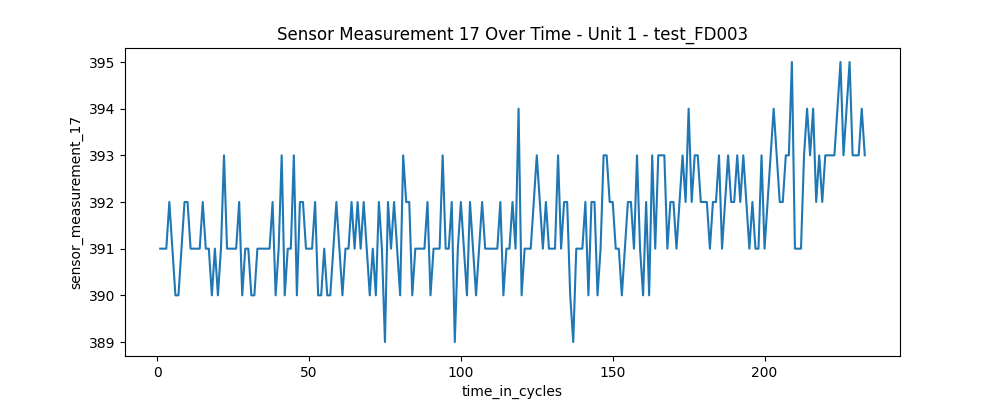 Sensor Measurement 17 Over Time - Unit 1 - test_FD003
395
394
393
392
391
390
389
sensor_measurement_17
0 50 100 150 200
time_in_cycles